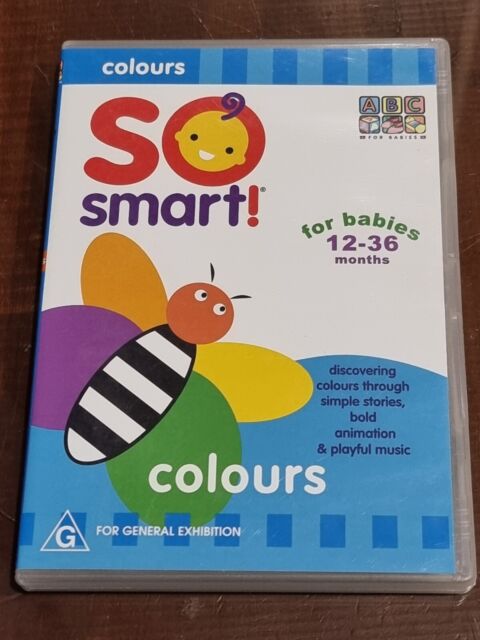 colours
SO
smart!®
ABC
FOR BABIES
for babies
12-36
months
discovering
colours through
simple stories,
bold
animation
& playful music
colours
G
FOR GENERAL EXHIBITION